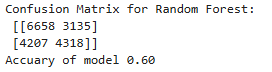 Confusion Matrix for Random Forest:
[[6658 3135]
[4207 4318]]
Accuary of model 0.60